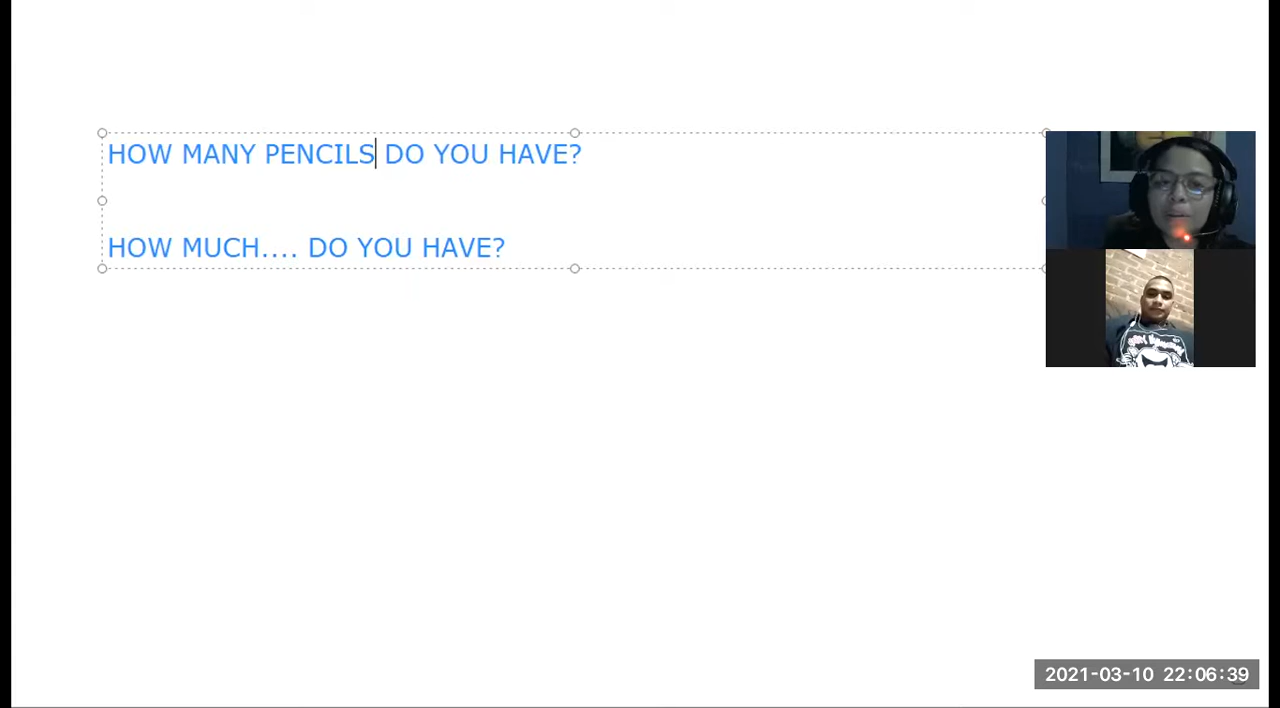 HOW MANY PENCILS DO YOU HAVE?
HOW MUCH.... DO YOU HAVE?
2021-03-10 22:06:39